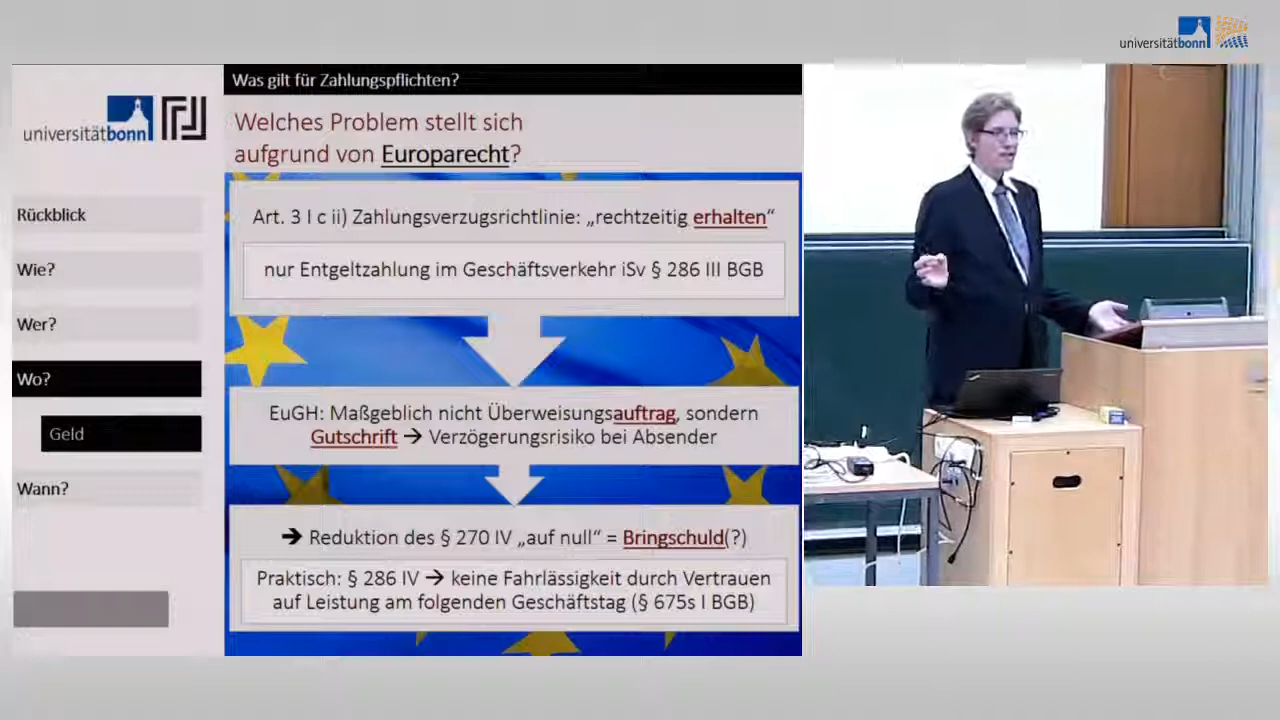 universitätbonn
universitätbonn
Was gilt für Zahlungspflichten?
Welches Problem stellt sich
aufgrund von Europarecht?
Rückblick
Wie?
Wer?
Wo?
Geld
Wann?
Art. 3 I c ii) Zahlungsverzugsrichtlinie: „rechtzeitig erhalten“
nur Entgeltzahlung im Geschäftsverkehr iSv § 286 III BGB
EuGH: Maßgeblich nicht Überweisungsauftrag, sondern
Gutschrift → Verzögerungsrisiko bei Absender
→ Reduktion des § 270 IV „auf null“ = Bringschuld(?)
Praktisch: § 286 IV → keine Fahrlässigkeit durch Vertrauen
auf Leistung am folgenden Geschäftstag (§ 675s I BGB)